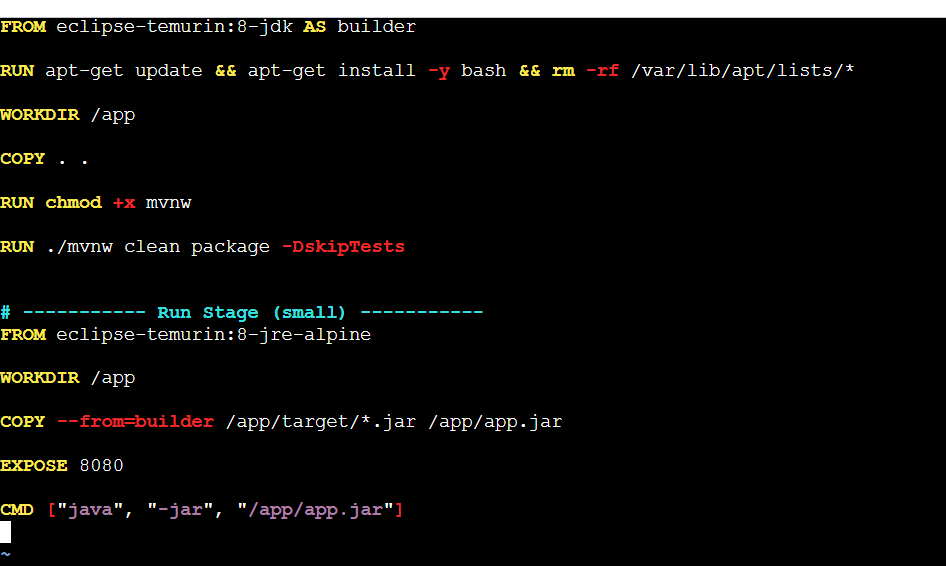 FROM eclipse-temurin:8-jdk AS builder
RUN apt-get update && apt-get install -y bash && rm -rf /var/lib/apt/lists/*
WORKDIR /app
COPY . .
RUN chmod +x mvnw
RUN ./mvnw clean package -DskipTests
# ----------- Run Stage (small) -----------
FROM eclipse-temurin:8-jre-alpine
WORKDIR /app
COPY --from=builder /app/target/*.jar /app/app.jar
EXPOSE 8080
CMD ["java", "-jar", "/app/app.jar"]
~